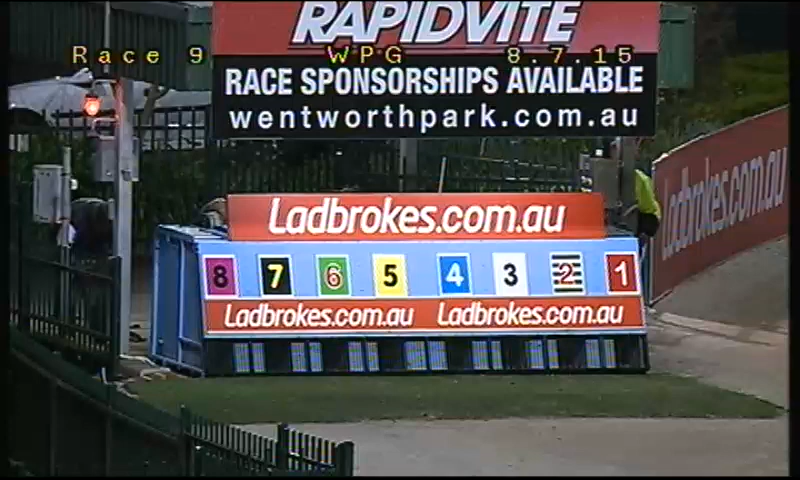 RAPIDVITE
Race 9 WPG 8.7.15
RACE SPONSORSHIPS AVAILABLE
wentworthpark.com.au
Ladbrokes.com.au
Ladbrokes.com.au
8 7 6 5 4 3 2 1
Ladbrokes.com.au Ladbrokes.com.au